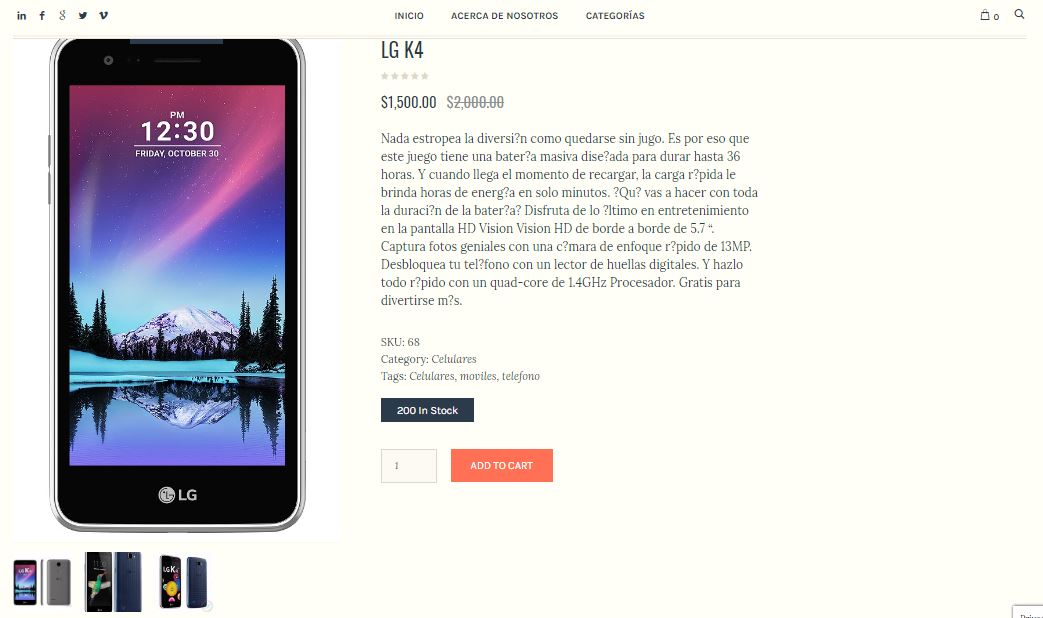 INICIO ACERCA DE NOSOTROS CATEGORÍAS 0
LG K4
$1,500.00 $2,000.00
PM
12:30
FRIDAY, OCTOBER 30
Nada estropea la diversi?n como quedarse sin jugo. Es por eso que
este juego tiene una bater?a masiva dise?ada para durar hasta 36
horas. Y cuando llega el momento de recargar, la carga r?pida le
brinda horas de energ?a en solo minutos. ?Qu? vas a hacer con toda
la duraci?n de la bater?a? Disfruta de lo ?ltimo en entretenimiento
en la pantalla HD Vision Vision HD de borde a borde de 5.7 “.
Captura fotos geniales con una c?mara de enfoque r?pido de 13MP.
Desbloquea tu tel?fono con un lector de huellas digitales. Y hazlo
todo r?pido con un quad-core de 1.4GHz Procesador. Gratis para
divertirse m?s.
SKU: 68
Category: Celulares
Tags: Celulares, moviles, telefono
200 In Stock
1 ADD TO CART
LG